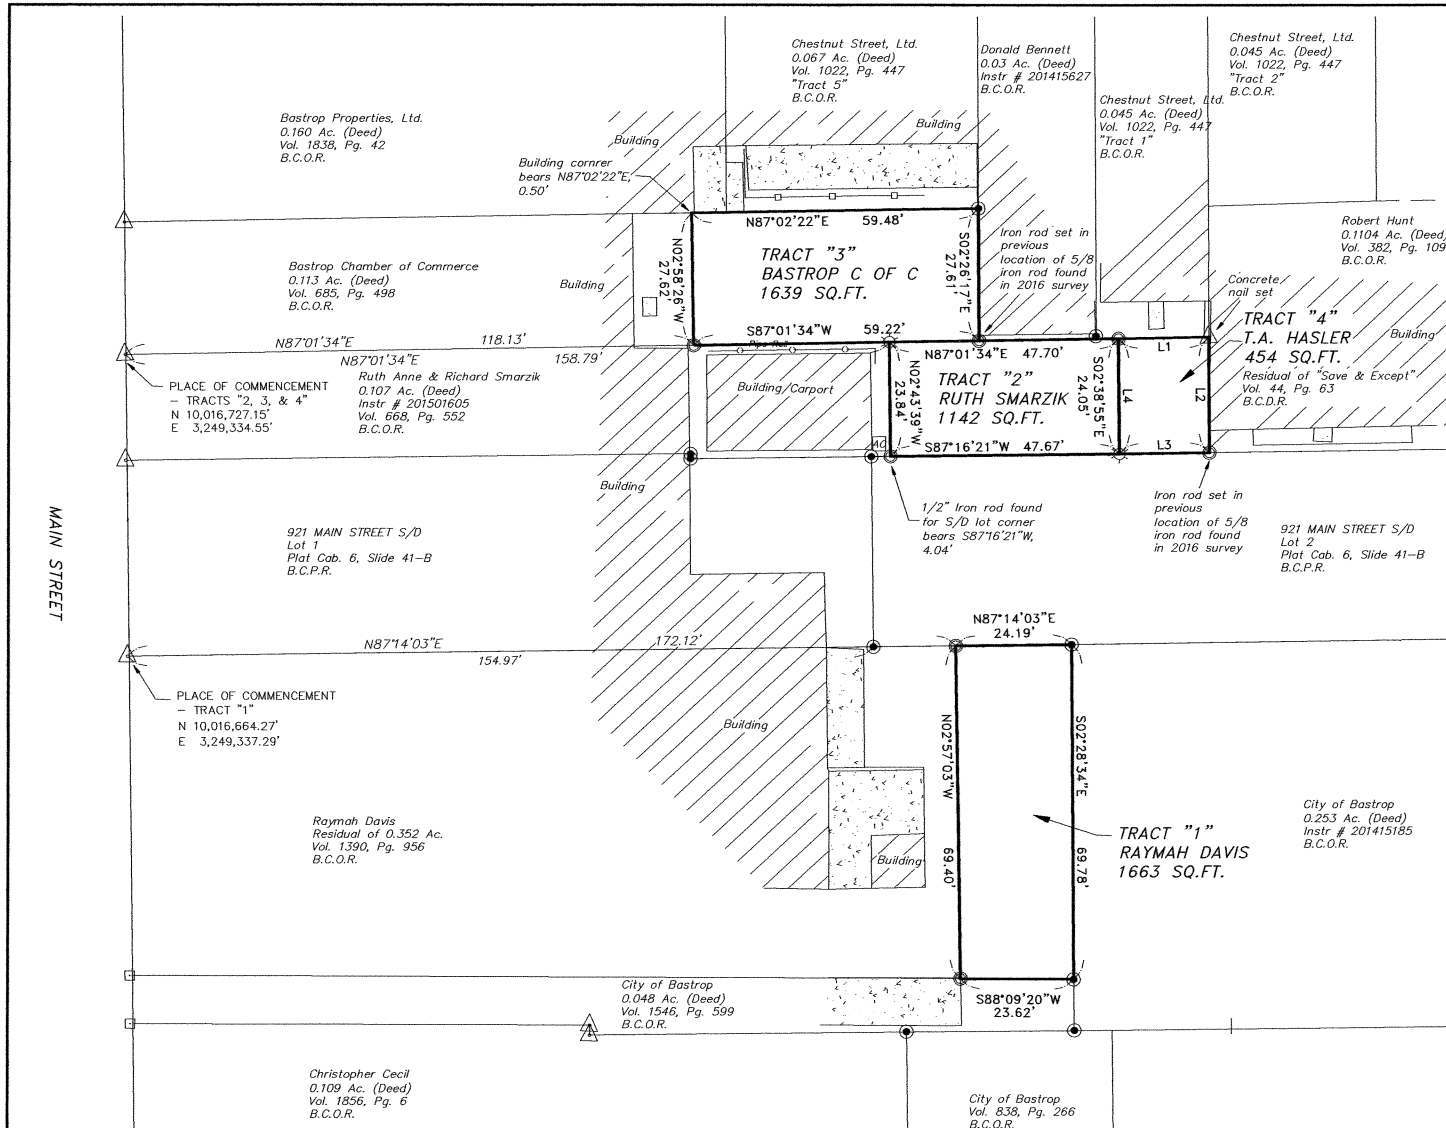 Chestnut Street, Ltd.
0.067 Ac. (Deed)
Vol. 1022, Pg. 447
"Tract 5"
B.C.O.R.
Donald Bennett
0.03 Ac. (Deed)
Instr # 201415627
B.C.O.R.
Chestnut Street, Ltd.
0.045 Ac. (Deed)
Vol. 1022, Pg. 447
"Tract 2"
B.C.O.R.
Chestnut Street, Ltd.
0.045 Ac. (Deed)
Vol. 1022, Pg. 447
"Tract 1"
B.C.O.R.
Bastrop Properties, Ltd.
0.160 Ac. (Deed)
Vol. 1838, Pg. 42
B.C.O.R.
Building
Building
Building cornrer
bears N87°02'22"E,
0.50'
N87°02'22"E 59.48'
Robert Hunt
0.1104 Ac. (Deed)
Vol. 382, Pg. 109
B.C.O.R.
Iron rod set in
previous
location of 5/8
iron rod found
in 2016 survey
N02°58'26"W
27.62'
TRACT "3"
BASTROP C OF C
1639 SQ.FT.
S02°26'17"E
27.61'
Bastrop Chamber of Commerce
0.113 Ac. (Deed)
Vol. 685, Pg. 498
B.C.O.R.
Building
Concrete
nail set
TRACT "4"
T.A. HASLER
454 SQ.FT.
Residual of "Save & Except"
Vol. 44, Pg. 63
B.C.D.R.
Building
S87°01'34"W 59.22'
N87°01'34"E 118.13'
Pipe Rail
N87°01'34"E 47.70'
L1
N87°01'34"E 158.79'
PLACE OF COMMENCEMENT
- TRACTS "2, 3, & 4"
N 10,016,727.15'
E 3,249,334.55'
Ruth Anne & Richard Smarzik
0.107 Ac. (Deed)
Instr # 201501605
Vol. 668, Pg. 552
B.C.O.R.
Building/Carport
AC
N02°43'39"W
23.84'
TRACT "2"
RUTH SMARZIK
1142 SQ.FT.
S02°38'55"E
24.05'
L4
L2
S87°16'21"W 47.67'
L3
Building
1/2" Iron rod found
for S/D lot corner
bears S87°16'21"W,
4.04'
Iron rod set in
previous
location of 5/8
iron rod found
in 2016 survey
MAIN STREET
921 MAIN STREET S/D
Lot 1
Plat Cab. 6, Slide 41-B
B.C.P.R.
921 MAIN STREET S/D
Lot 2
Plat Cab. 6, Slide 41-B
B.C.P.R.
N87°14'03"E 172.12'
154.97'
N87°14'03"E
24.19'
PLACE OF COMMENCEMENT
- TRACT "1"
N 10,016,664.27'
E 3,249,337.29'
Building
N02°57'03"W
69.40'
S02°28'34"E
69.78'
Raymah Davis
Residual of 0.352 Ac.
Vol. 1390, Pg. 956
B.C.O.R.
Building
TRACT "1"
RAYMAH DAVIS
1663 SQ.FT.
City of Bastrop
0.253 Ac. (Deed)
Instr # 201415185
B.C.O.R.
City of Bastrop
0.048 Ac. (Deed)
Vol. 1546, Pg. 599
B.C.O.R.
S88°09'20"W
23.62'
Christopher Cecil
0.109 Ac. (Deed)
Vol. 1856, Pg. 6
B.C.O.R.
City of Bastrop
Vol. 838, Pg. 266
B.C.O.R.